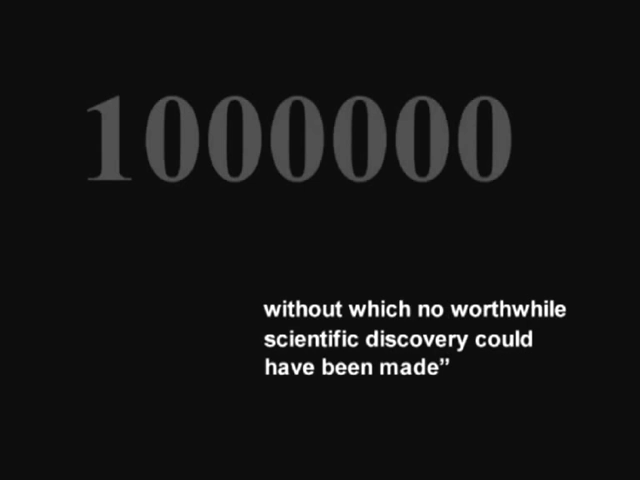 1000000
without which no worthwhile
scientific discovery could
have been made”